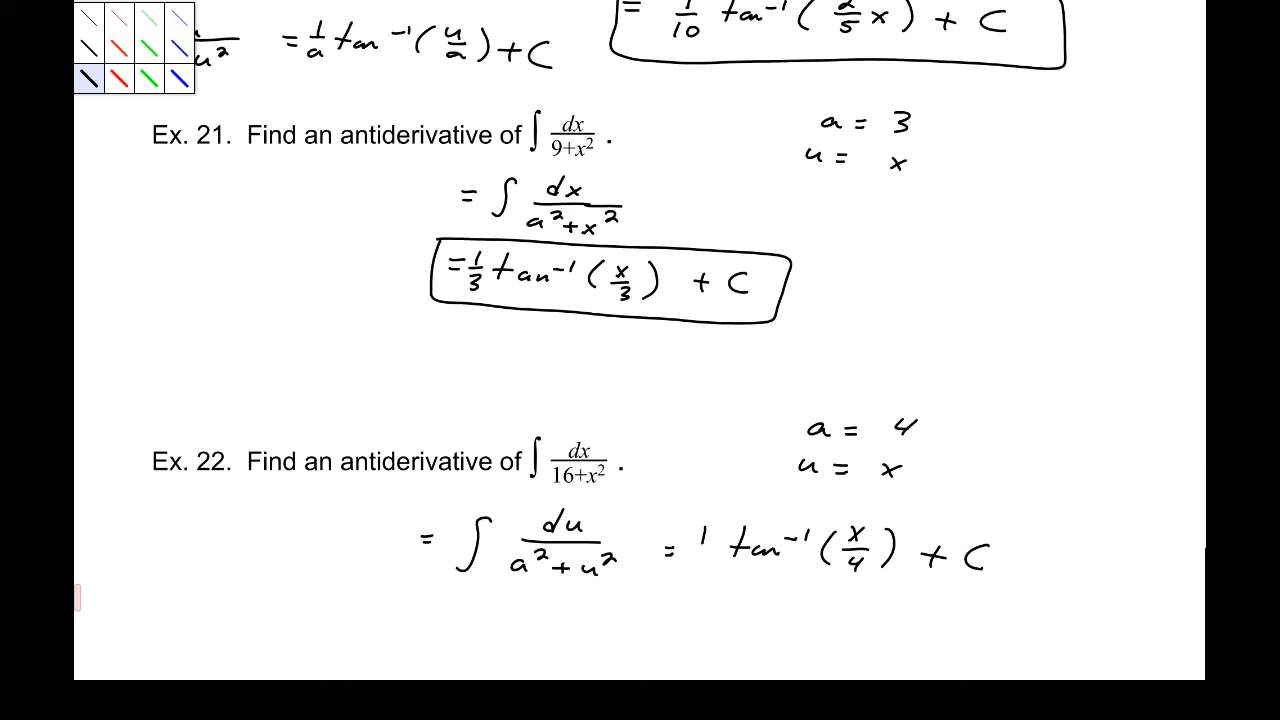 = 1/10 tan⁻¹(2/5 x) + C
u² = 1/a tan⁻¹(u/a) + C
Ex. 21. Find an antiderivative of ∫ dx/9+x² .
a = 3
u = x
= ∫ dx/a²+x²
= 1/3 tan⁻¹(x/3) + C
Ex. 22. Find an antiderivative of ∫ dx/16+x² .
a = 4
u = x
= ∫ du/a²+u² = 1 tan⁻¹(x/4) + C